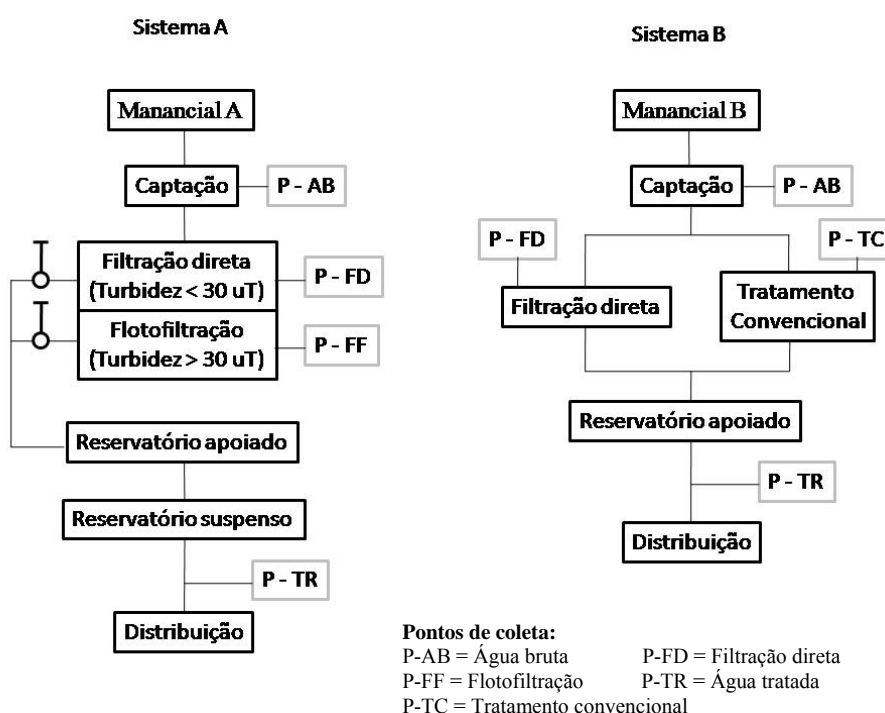 Sistema A
Manancial A
Captação
P - AB
Filtração direta
(Turbidez < 30 uT)
P - FD
Flotofiltração
(Turbidez > 30 uT)
P - FF
Reservatório apoiado
Reservatório suspenso
P - TR
Distribuição
Sistema B
Manancial B
Captação
P - AB
P - FD
P - TC
Filtração direta
Tratamento
Convencional
Reservatório apoiado
P - TR
Distribuição
Pontos de coleta:
P-AB = Água bruta P-FD = Filtração direta
P-FF = Flotofiltração P-TR = Água tratada
P-TC = Tratamento convencional